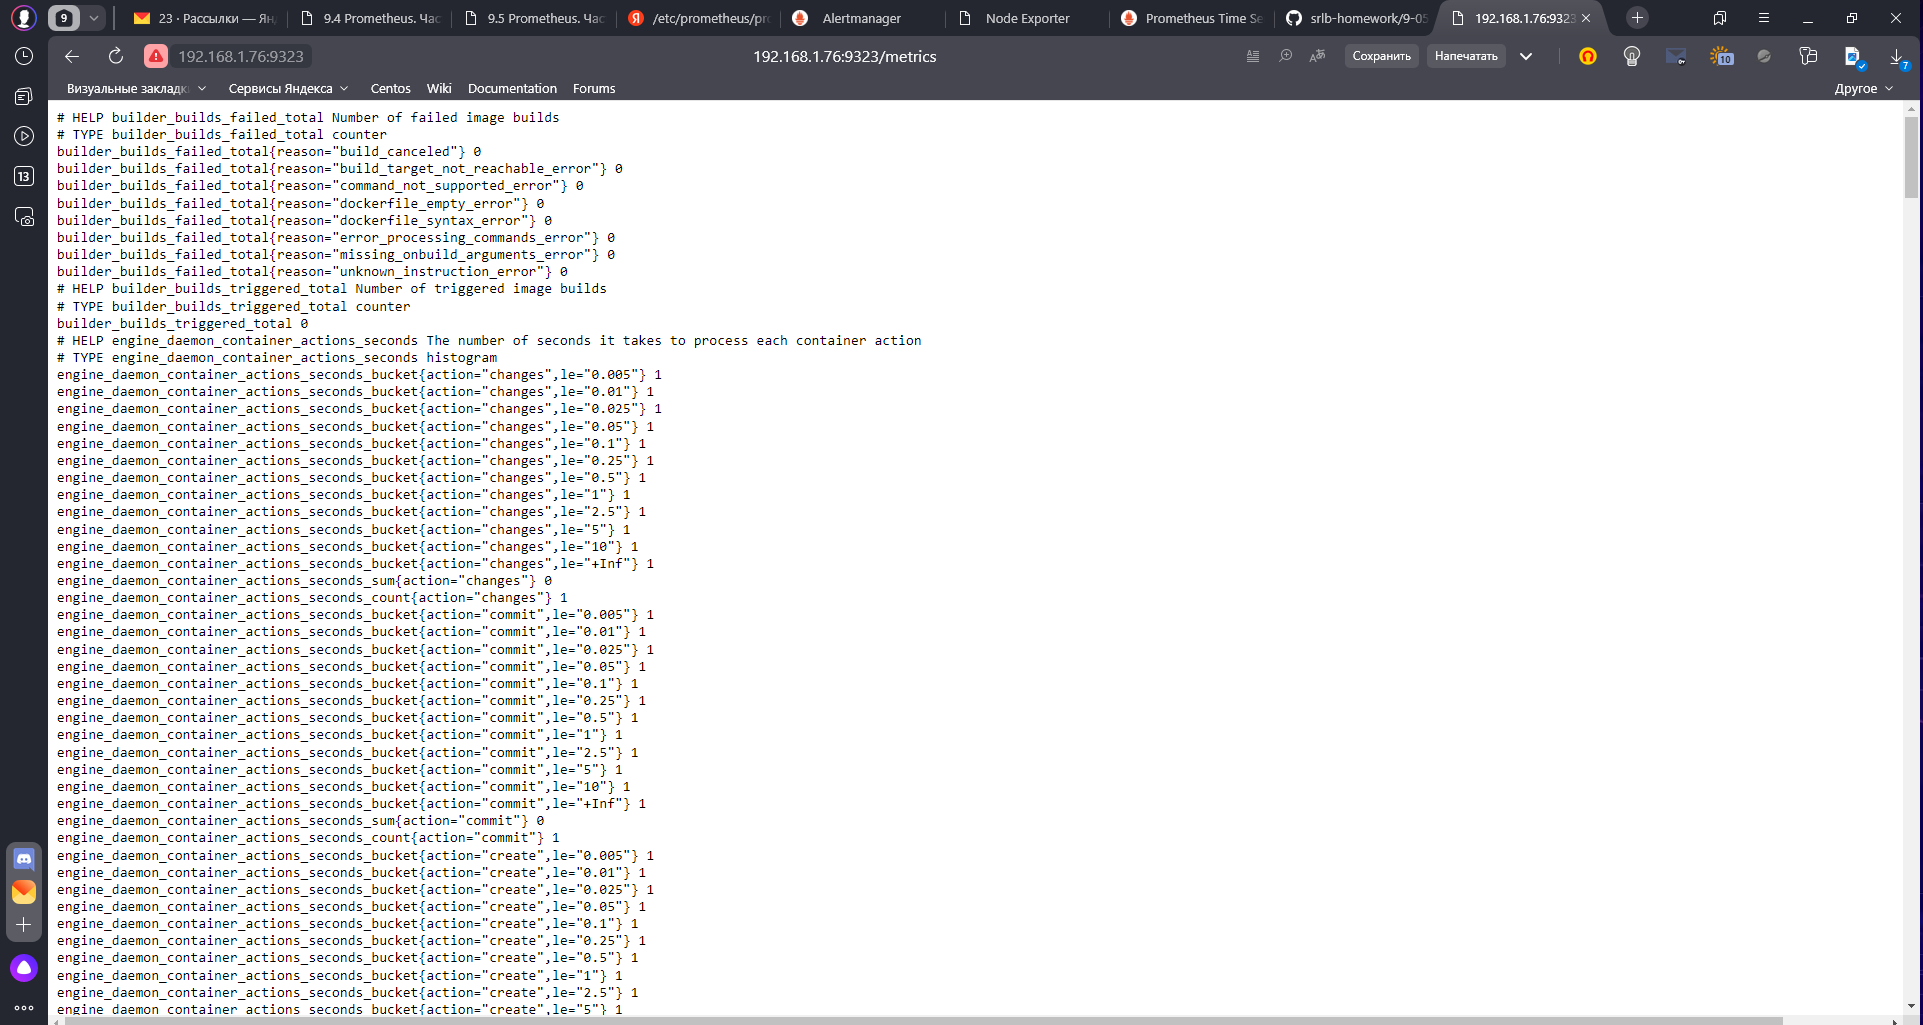 9
23 · Рассылки — Ян
9.4 Prometheus. Час
9.5 Prometheus. Час
/etc/prometheus/pro
Alertmanager
Node Exporter
Prometheus Time Se
srlb-homework/9-05
192.168.1.76:9323
192.168.1.76:9323
192.168.1.76:9323/metrics
Сохранить
Напечатать
10
7
Визуальные закладк
Сервисы Яндекса
Centos
Wiki
Documentation
Forums
Другое
13
# HELP builder_builds_failed_total Number of failed image builds
# TYPE builder_builds_failed_total counter
builder_builds_failed_total{reason="build_canceled"} 0
builder_builds_failed_total{reason="build_target_not_reachable_error"} 0
builder_builds_failed_total{reason="command_not_supported_error"} 0
builder_builds_failed_total{reason="dockerfile_empty_error"} 0
builder_builds_failed_total{reason="dockerfile_syntax_error"} 0
builder_builds_failed_total{reason="error_processing_commands_error"} 0
builder_builds_failed_total{reason="missing_onbuild_arguments_error"} 0
builder_builds_failed_total{reason="unknown_instruction_error"} 0
# HELP builder_builds_triggered_total Number of triggered image builds
# TYPE builder_builds_triggered_total counter
builder_builds_triggered_total 0
# HELP engine_daemon_container_actions_seconds The number of seconds it takes to process each container action
# TYPE engine_daemon_container_actions_seconds histogram
engine_daemon_container_actions_seconds_bucket{action="changes",le="0.005"} 1
engine_daemon_container_actions_seconds_bucket{action="changes",le="0.01"} 1
engine_daemon_container_actions_seconds_bucket{action="changes",le="0.025"} 1
engine_daemon_container_actions_seconds_bucket{action="changes",le="0.05"} 1
engine_daemon_container_actions_seconds_bucket{action="changes",le="0.1"} 1
engine_daemon_container_actions_seconds_bucket{action="changes",le="0.25"} 1
engine_daemon_container_actions_seconds_bucket{action="changes",le="0.5"} 1
engine_daemon_container_actions_seconds_bucket{action="changes",le="1"} 1
engine_daemon_container_actions_seconds_bucket{action="changes",le="2.5"} 1
engine_daemon_container_actions_seconds_bucket{action="changes",le="5"} 1
engine_daemon_container_actions_seconds_bucket{action="changes",le="10"} 1
engine_daemon_container_actions_seconds_bucket{action="changes",le="+Inf"} 1
engine_daemon_container_actions_seconds_sum{action="changes"} 0
engine_daemon_container_actions_seconds_count{action="changes"} 1
engine_daemon_container_actions_seconds_bucket{action="commit",le="0.005"} 1
engine_daemon_container_actions_seconds_bucket{action="commit",le="0.01"} 1
engine_daemon_container_actions_seconds_bucket{action="commit",le="0.025"} 1
engine_daemon_container_actions_seconds_bucket{action="commit",le="0.05"} 1
engine_daemon_container_actions_seconds_bucket{action="commit",le="0.1"} 1
engine_daemon_container_actions_seconds_bucket{action="commit",le="0.25"} 1
engine_daemon_container_actions_seconds_bucket{action="commit",le="0.5"} 1
engine_daemon_container_actions_seconds_bucket{action="commit",le="1"} 1
engine_daemon_container_actions_seconds_bucket{action="commit",le="2.5"} 1
engine_daemon_container_actions_seconds_bucket{action="commit",le="5"} 1
engine_daemon_container_actions_seconds_bucket{action="commit",le="10"} 1
engine_daemon_container_actions_seconds_bucket{action="commit",le="+Inf"} 1
engine_daemon_container_actions_seconds_sum{action="commit"} 0
engine_daemon_container_actions_seconds_count{action="commit"} 1
engine_daemon_container_actions_seconds_bucket{action="create",le="0.005"} 1
engine_daemon_container_actions_seconds_bucket{action="create",le="0.01"} 1
engine_daemon_container_actions_seconds_bucket{action="create",le="0.025"} 1
engine_daemon_container_actions_seconds_bucket{action="create",le="0.05"} 1
engine_daemon_container_actions_seconds_bucket{action="create",le="0.1"} 1
engine_daemon_container_actions_seconds_bucket{action="create",le="0.25"} 1
engine_daemon_container_actions_seconds_bucket{action="create",le="0.5"} 1
engine_daemon_container_actions_seconds_bucket{action="create",le="1"} 1
engine_daemon_container_actions_seconds_bucket{action="create",le="2.5"} 1
engine_daemon_container_actions_seconds_bucket{action="create",le="5"} 1